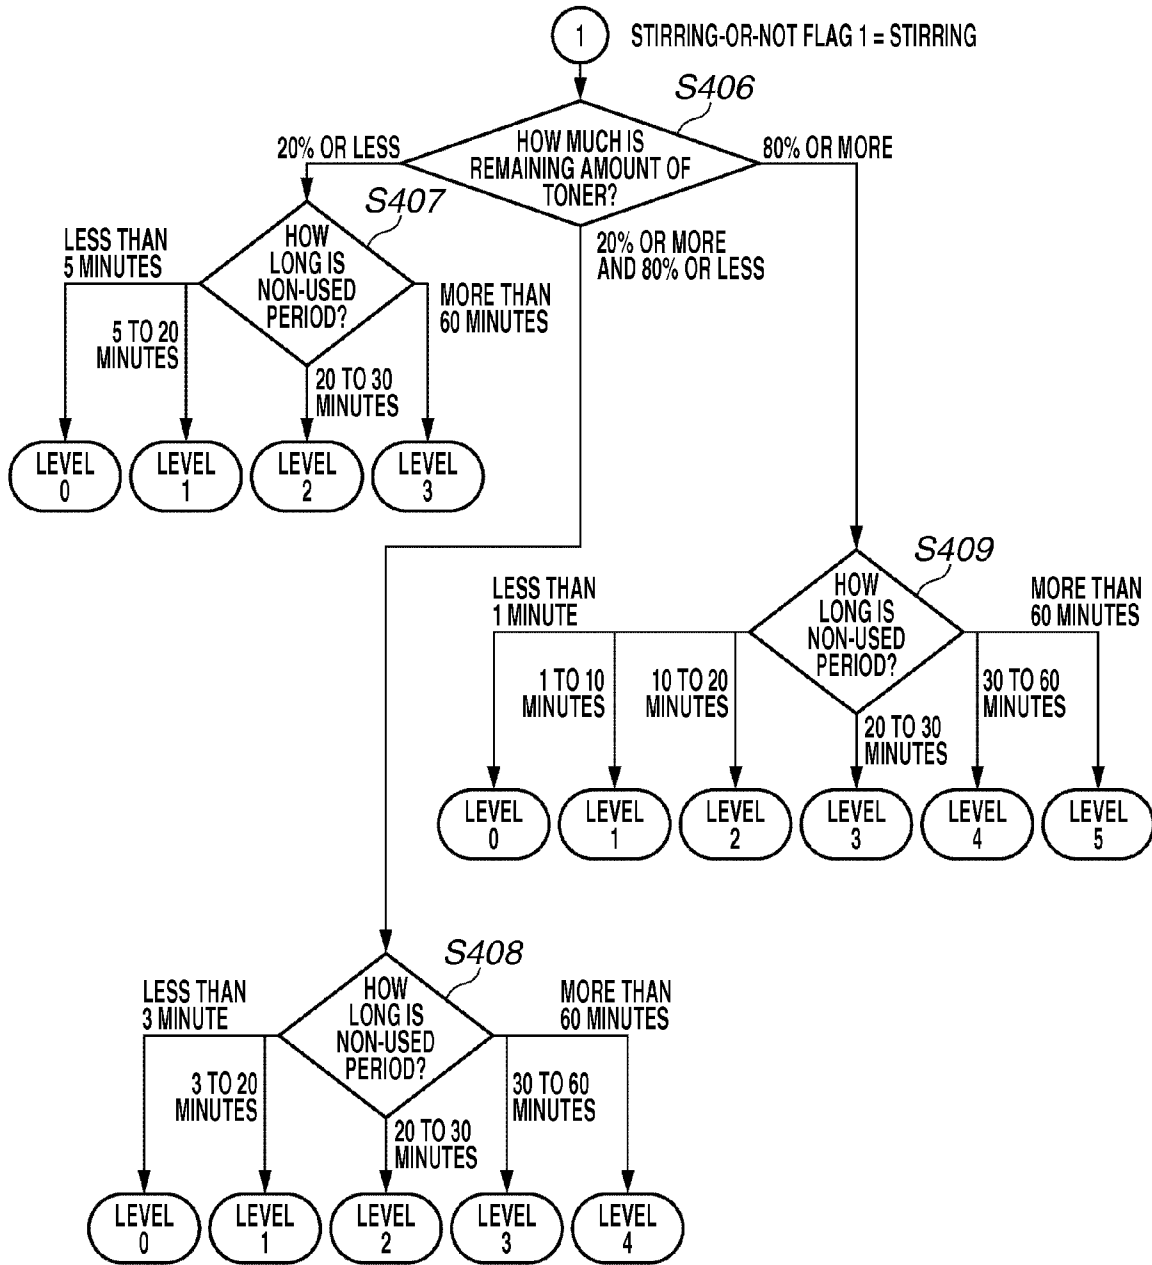 1
STIRRING-OR-NOT FLAG 1 = STIRRING
S406
HOW MUCH IS
REMAINING AMOUNT OF
TONER?
20% OR LESS
80% OR MORE
20% OR MORE
AND 80% OR LESS
S407
HOW
LONG IS
NON-USED
PERIOD?
LESS THAN
5 MINUTES
5 TO 20
MINUTES
20 TO 30
MINUTES
MORE THAN
60 MINUTES
LEVEL
0
LEVEL
1
LEVEL
2
LEVEL
3
S409
HOW
LONG IS
NON-USED
PERIOD?
LESS THAN
1 MINUTE
1 TO 10
MINUTES
10 TO 20
MINUTES
20 TO 30
MINUTES
30 TO 60
MINUTES
MORE THAN
60 MINUTES
LEVEL
0
LEVEL
1
LEVEL
2
LEVEL
3
LEVEL
4
LEVEL
5
S408
HOW
LONG IS
NON-USED
PERIOD?
LESS THAN
3 MINUTE
3 TO 20
MINUTES
20 TO 30
MINUTES
30 TO 60
MINUTES
MORE THAN
60 MINUTES
LEVEL
0
LEVEL
1
LEVEL
2
LEVEL
3
LEVEL
4